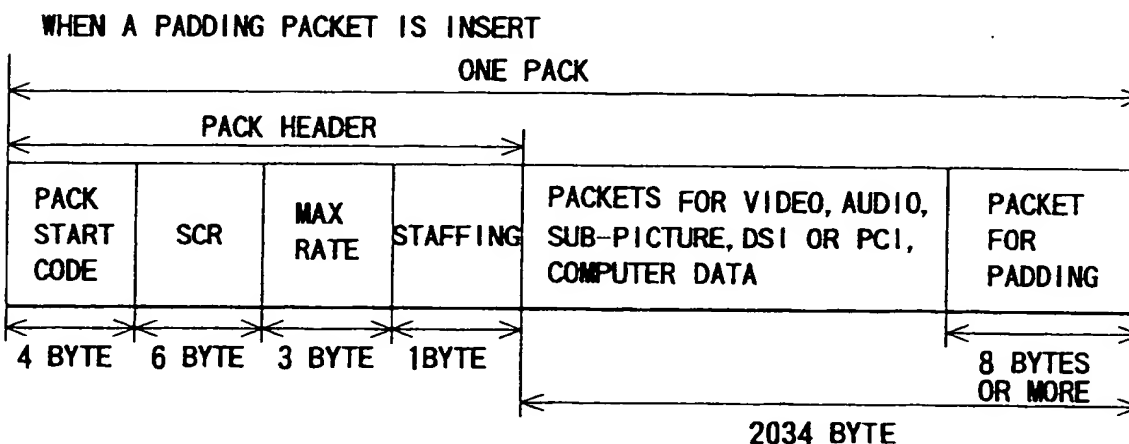 WHEN A PADDING PACKET IS INSERT
ONE PACK
PACK HEADER
PACK
START
CODE
SCR
MAX
RATE
STAFFING
PACKETS FOR VIDEO, AUDIO,
SUB-PICTURE, DSI OR PCI,
COMPUTER DATA
PACKET
FOR
PADDING
4 BYTE
6 BYTE
3 BYTE
1BYTE
8 BYTES
OR MORE
2034 BYTE